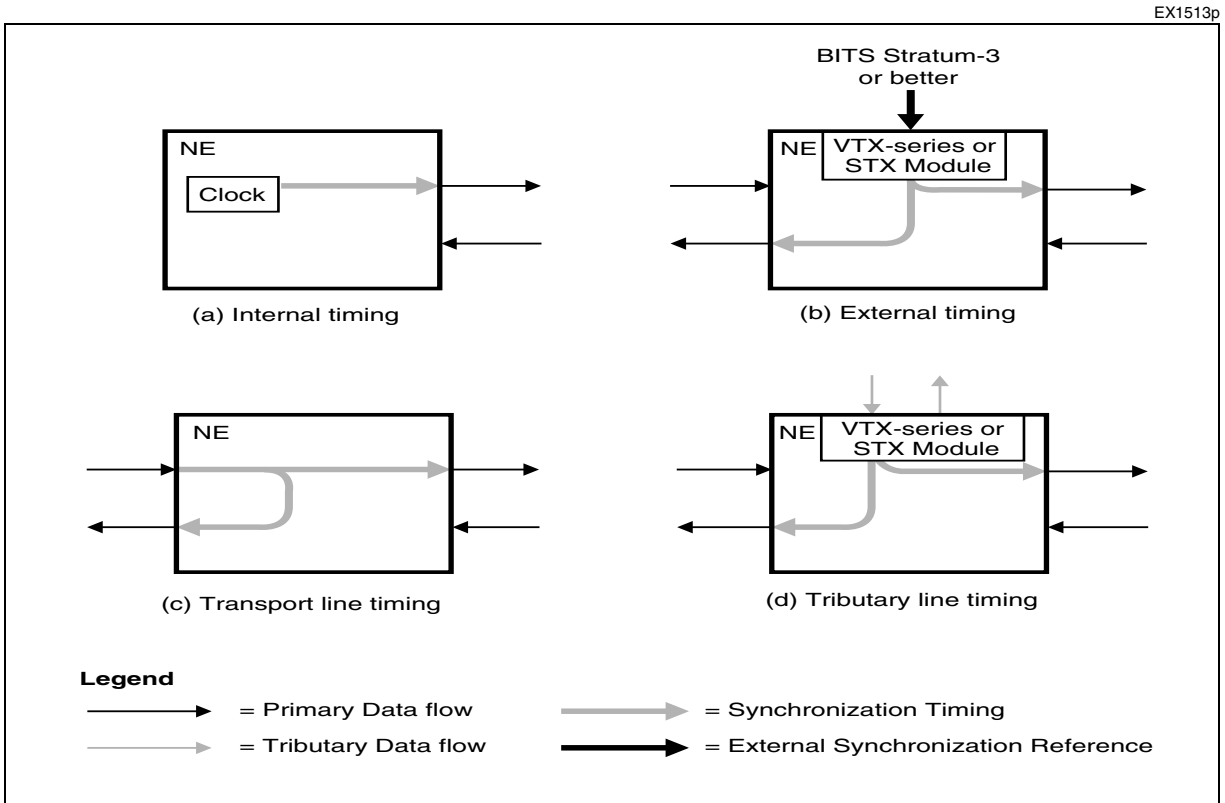 EX1513p
BITS Stratum-3
or better
NE
Clock
(a) Internal timing
NE
VTX-series or
STX Module
(b) External timing
NE
(c) Transport line timing
NE
VTX-series or
STX Module
(d) Tributary line timing
Legend
= Primary Data flow
= Synchronization Timing
= Tributary Data flow
= External Synchronization Reference